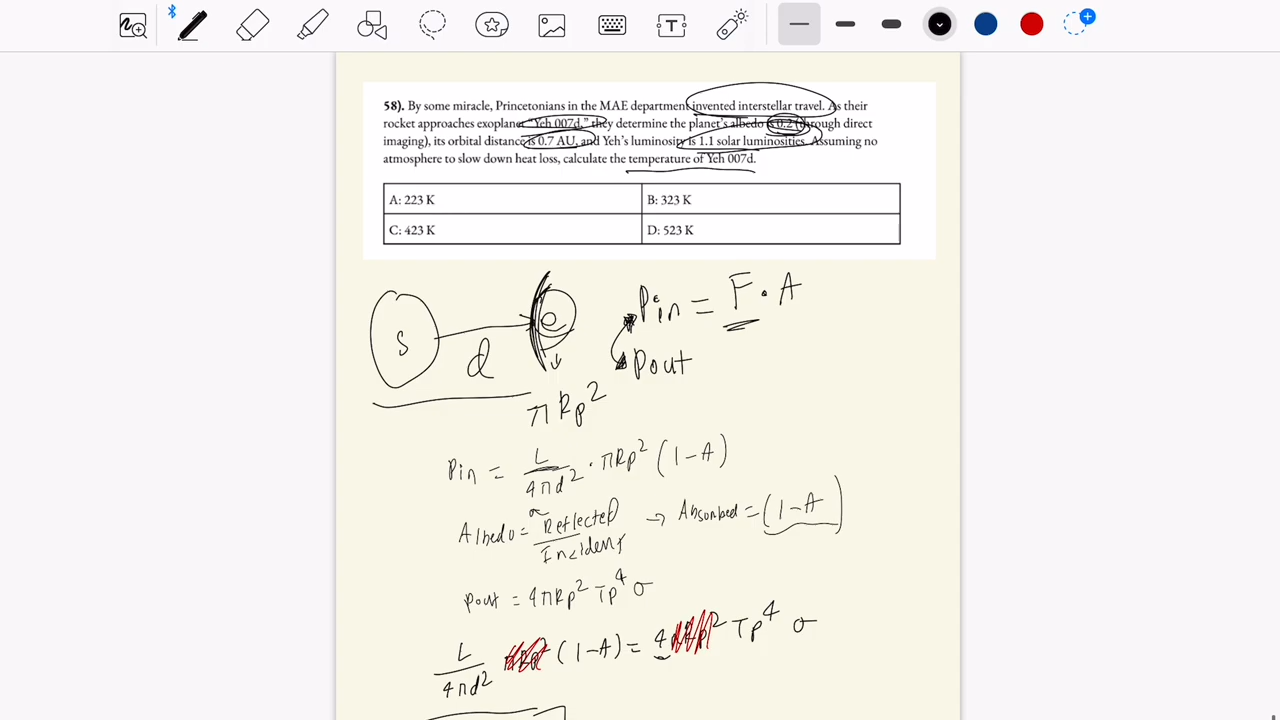 58). By some miracle, Princetonians in the MAE department invented interstellar travel. As their
rocket approaches exoplanet "Yeh 007d," they determine the planet's albedo is 0.2 (through direct
imaging), its orbital distance is 0.7 AU, and Yeh's luminosity is 1.1 solar luminosities. Assuming no
atmosphere to slow down heat loss, calculate the temperature of Yeh 007d.
A: 223 K
B: 323 K
C: 423 K
D: 523 K
S
d
e
Pin = F · A
Pout
πRp²
Pin = L/4πd² · πRp² (1-A)
Albedo = Reflected/Incident → Absorbed = (1-A)
Pout = 4πRp² Tp⁴ σ
L/4πd² (1-A) = 4 ² Tp⁴ σ